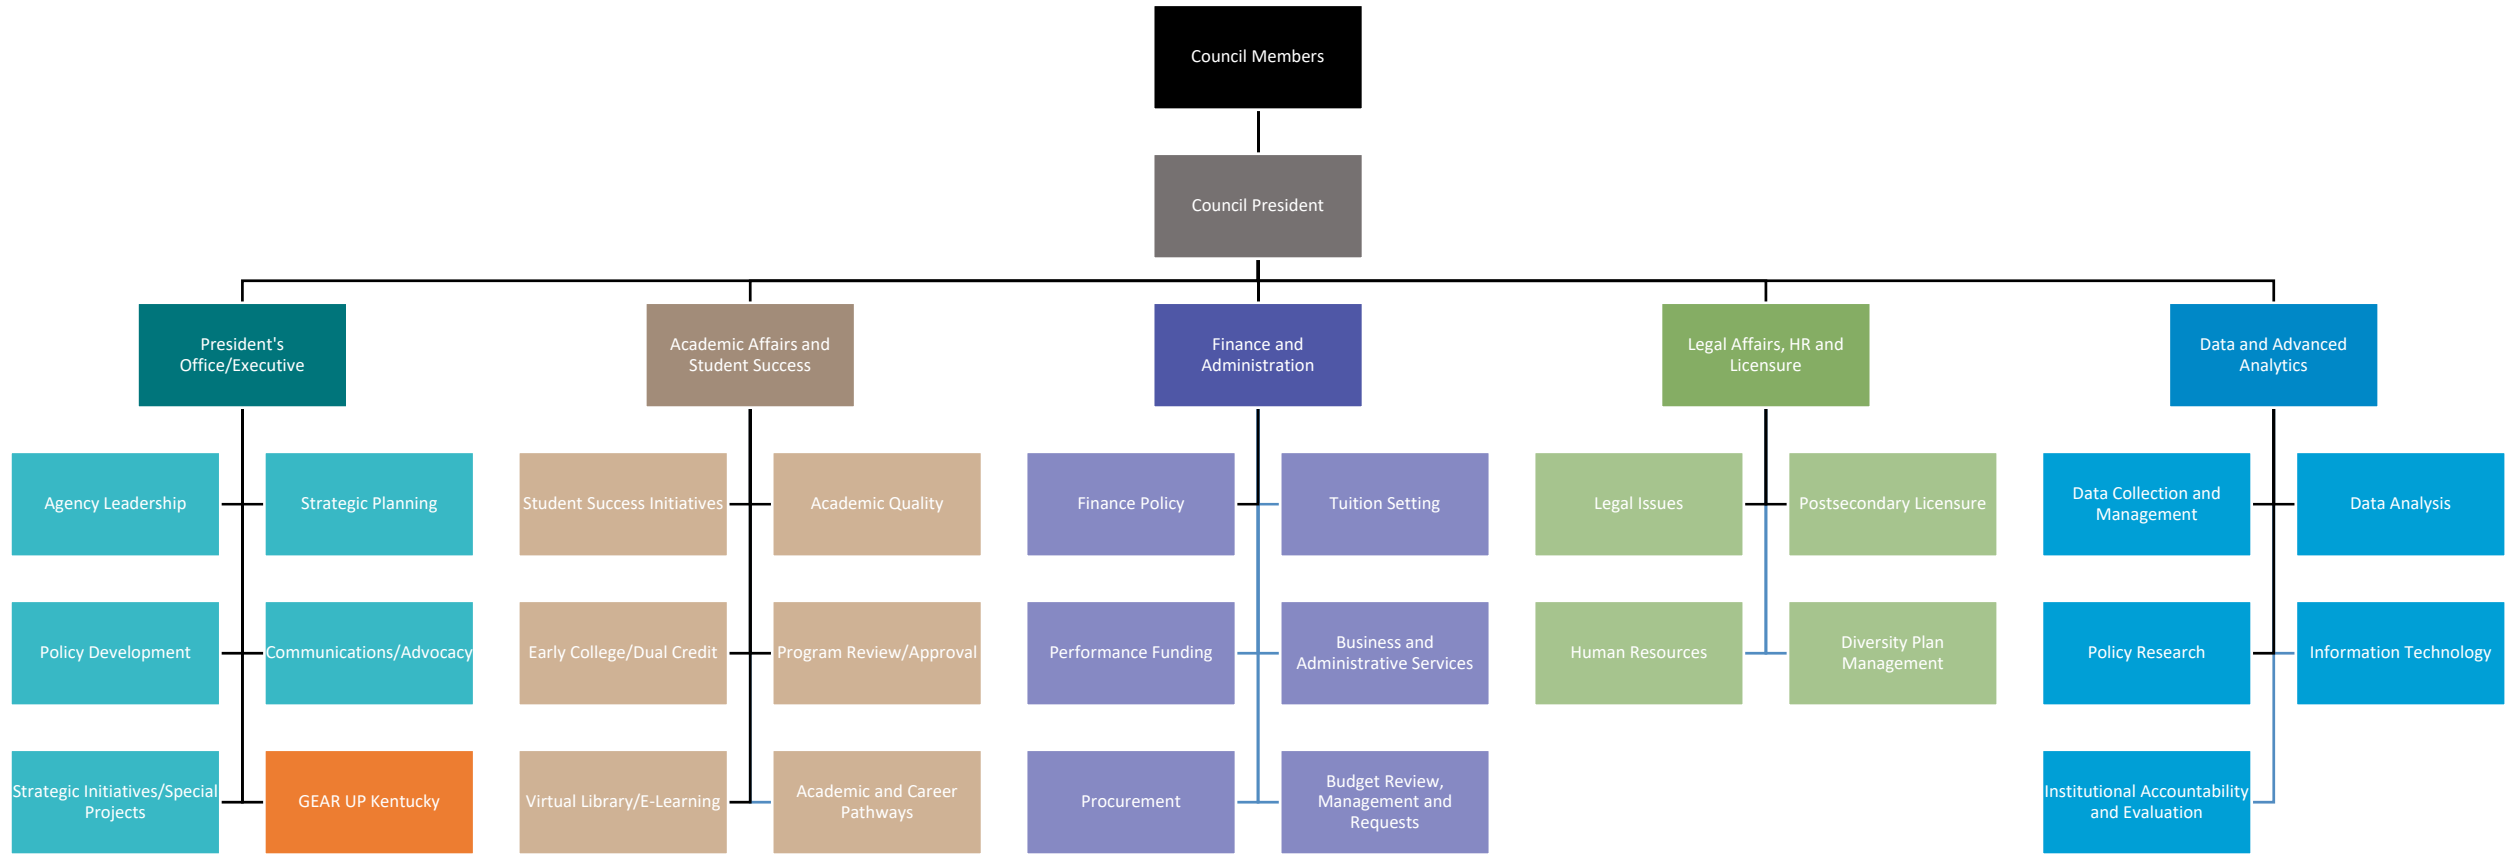 Council Members
Council President
President's
Office/Executive
Academic Affairs and
Student Success
Finance and
Administration
Legal Affairs, HR and
Licensure
Data and Advanced
Analytics
Agency Leadership
Strategic Planning
Student Success Initiatives
Academic Quality
Finance Policy
Tuition Setting
Legal Issues
Postsecondary Licensure
Data Collection and
Management
Data Analysis
Policy Development
Communications/Advocacy
Early College/Dual Credit
Program Review/Approval
Performance Funding
Business and
Administrative Services
Human Resources
Diversity Plan
Management
Policy Research
Information Technology
Strategic Initiatives/Special
Projects
GEAR UP Kentucky
Virtual Library/E-Learning
Academic and Career
Pathways
Procurement
Budget Review,
Management and
Requests
Institutional Accountability
and Evaluation